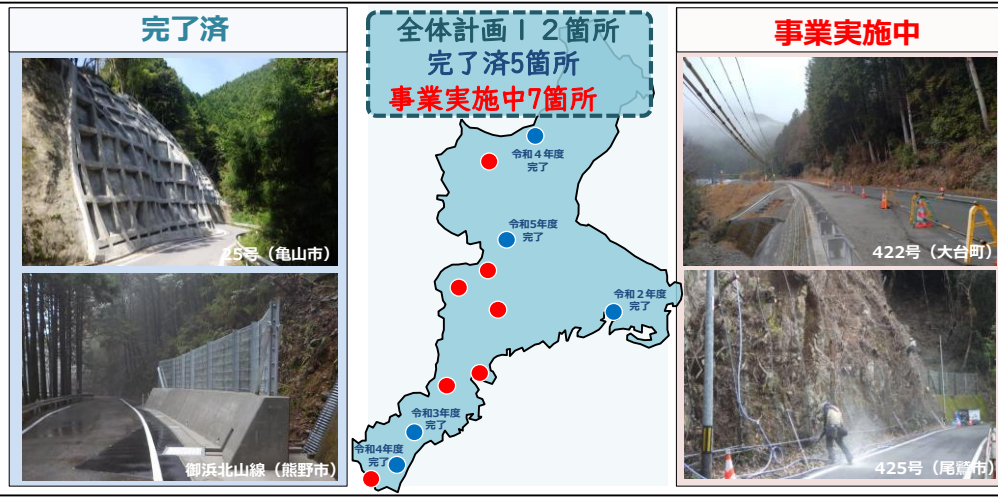 完了済
25号（亀山市）
御浜北山線（熊野市）
全体計画１２箇所
完了済5箇所
事業実施中7箇所
令和４年度
完了
令和5年度
完了
令和２年度
完了
令和3年度
完了
令和4年度
完了
事業実施中
422号（大台町）
425号（尾鷲市）